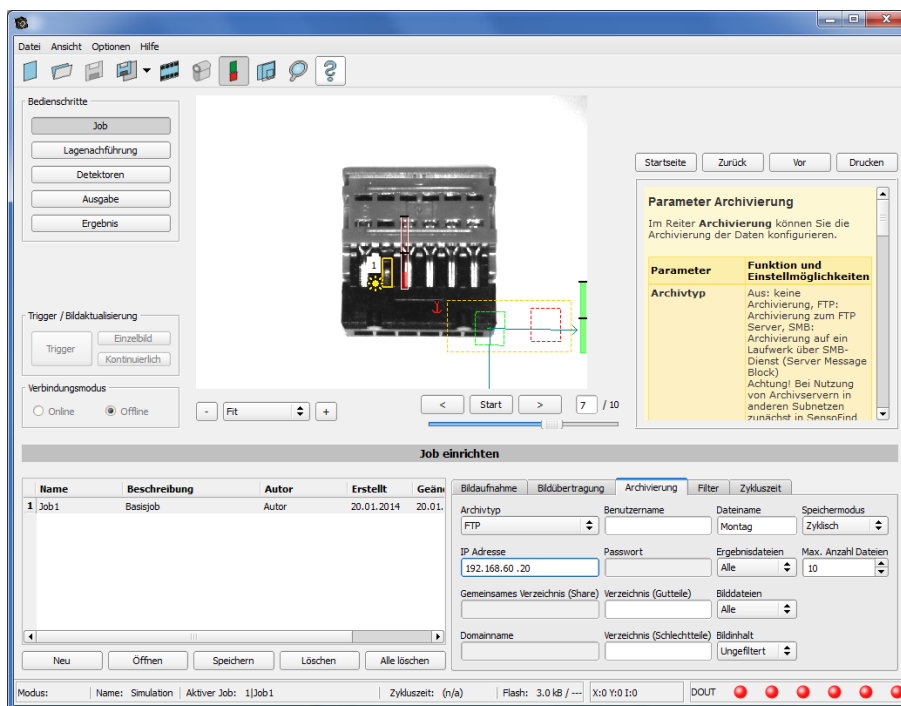 Datei Ansicht Optionen Hilfe
Bedienschritte
Job
Lagenachführung
Detektoren
Ausgabe
Ergebnis
1
Startseite Zurück Vor Drucken
Parameter Archivierung
Im Reiter Archivierung können Sie die
Archivierung der Daten konfigurieren.
Parameter Funktion und
Einstellmöglichkeiten
Archivtyp Aus: keine
Archivierung, FTP:
Archivierung zum FTP
Server, SMB:
Archivierung auf ein
Laufwerk über SMB-
Dienst (Server Message
Block)
Achtung! Bei Nutzung
von Archivservern in
anderen Subnetzen
zunächst in SensoFind
Trigger / Bildaktualisierung
Trigger
Einzelbild
Kontinuierlich
Verbindungsmodus
Online Offline
- Fit +
< Start > 7 / 10
Job einrichten
Name Beschreibung Autor Erstellt Geän
1 Job1 Basisjob Autor 20.01.2014 20.01.
Neu Öffnen Speichern Löschen Alle löschen
Bildaufnahme Bildübertragung Archivierung Filter Zykluszeit
Archivtyp Benutzername Dateiname Speichermodus
FTP Montag Zyklisch
IP Adresse Passwort Ergebnisdateien Max. Anzahl Dateien
192.168.60 .20 Alle 10
Gemeinsames Verzeichnis (Share) Verzeichnis (Gutteile) Bilddateien
Alle
Domainname Verzeichnis (Schlechtteile) Bildinhalt
Ungefiltert
Modus: Name: Simulation Aktiver Job: 1|Job1 Zykluszeit: (n/a) Flash: 3.0 kB / --- X:0 Y:0 I:0 DOUT